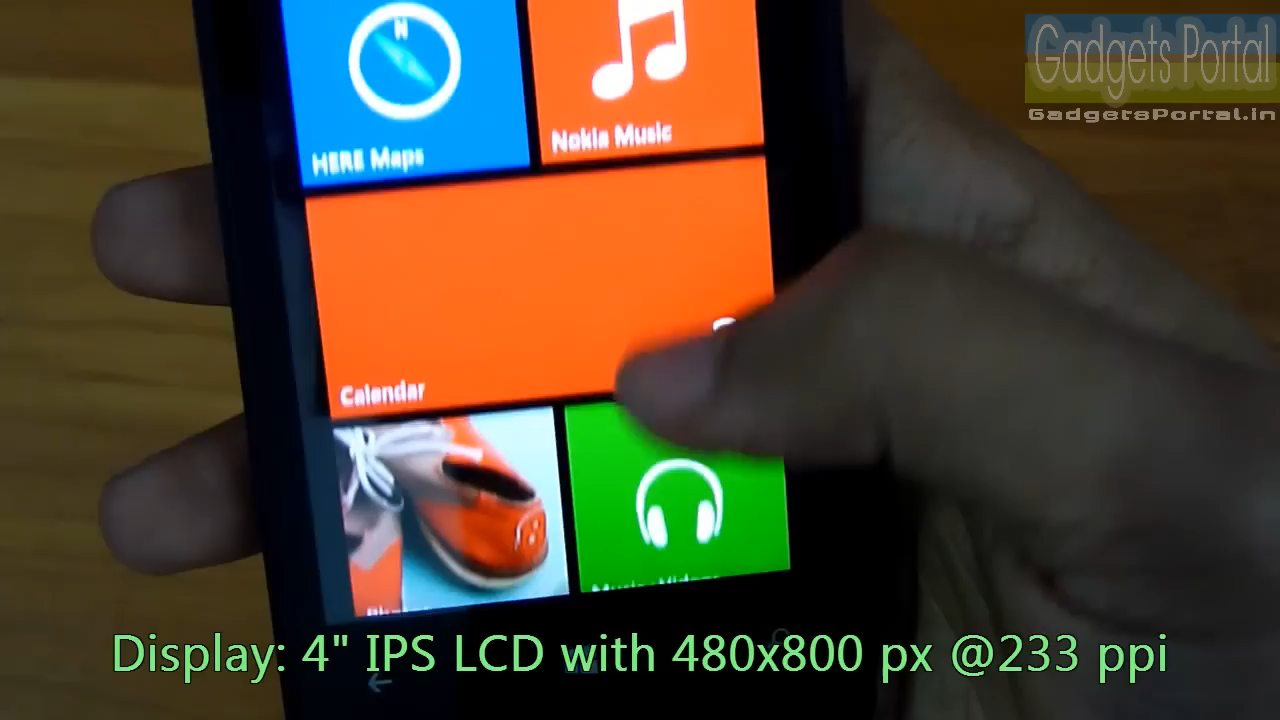 Gadgets Portal
GadgetsPortal.in
N
Nokia Music
HERE Maps
Calendar
Display: 4" IPS LCD with 480x800 px @233 ppi